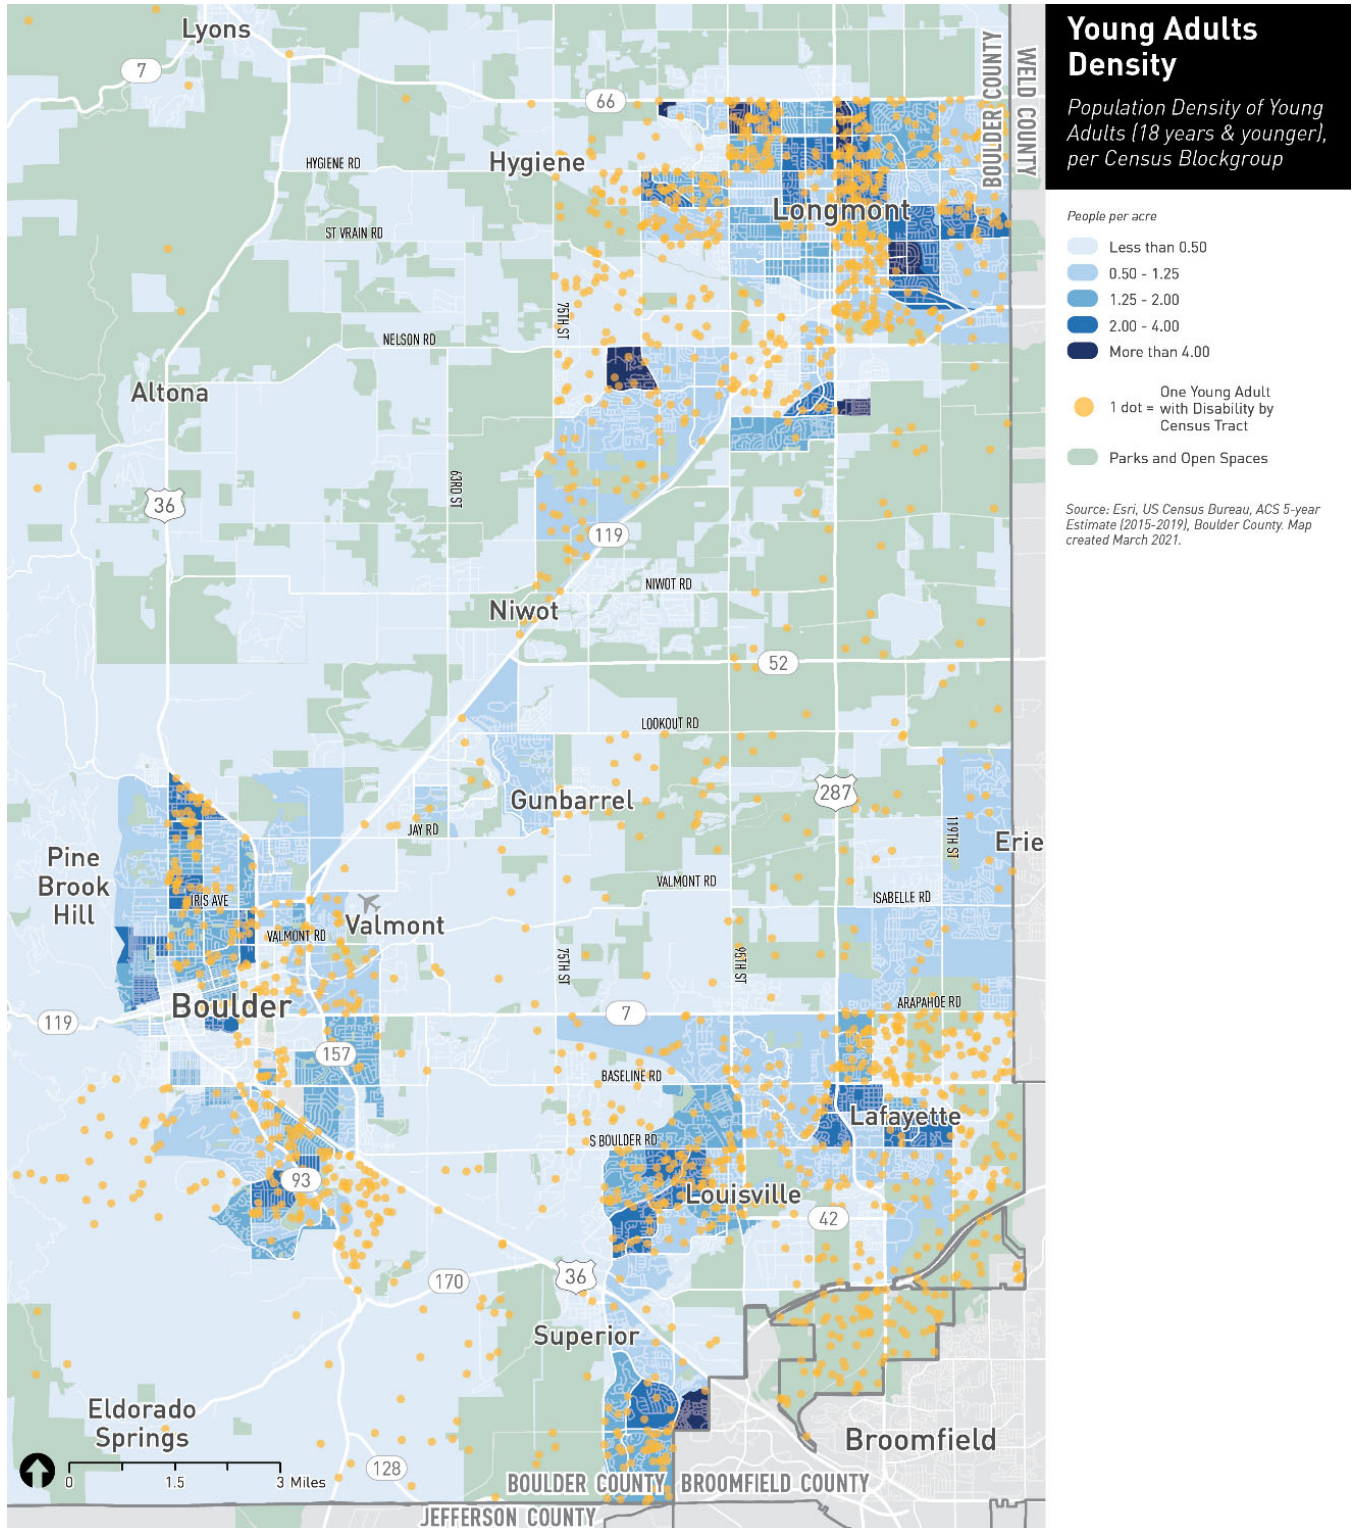 Young Adults
Density
Population Density of Young
Adults (18 years & younger),
per Census Blockgroup
People per acre
Less than 0.50
0.50 - 1.25
1.25 - 2.00
2.00 - 4.00
More than 4.00
1 dot =
One Young Adult
with Disability by
Census Tract
Parks and Open Spaces
Source: Esri, US Census Bureau, ACS 5-year
Estimate (2015-2019), Boulder County. Map
created March 2021.
Lyons
BOULDER COUNTY
WELD COUNTY
7
66
HYGIENE RD
Hygiene
Longmont
ST VRAIN RD
75TH ST
NELSON RD
Altona
63RD ST
36
119
NIWOT RD
Niwot
52
LOOKOUT RD
287
Gunbarrel
JAY RD
119TH ST
Erie
Pine
Brook
Hill
VALMONT RD
ISABELLE RD
IRIS AVE
Valmont
VALMONT RD
75TH ST
95TH ST
Boulder
ARAPAHOE RD
119
7
157
BASELINE RD
Lafayette
S BOULDER RD
93
Louisville
42
170
36
Superior
Eldorado
Springs
Broomfield
0
1.5
3 Miles
128
BOULDER COUNTY
BROOMFIELD COUNTY
JEFFERSON COUNTY